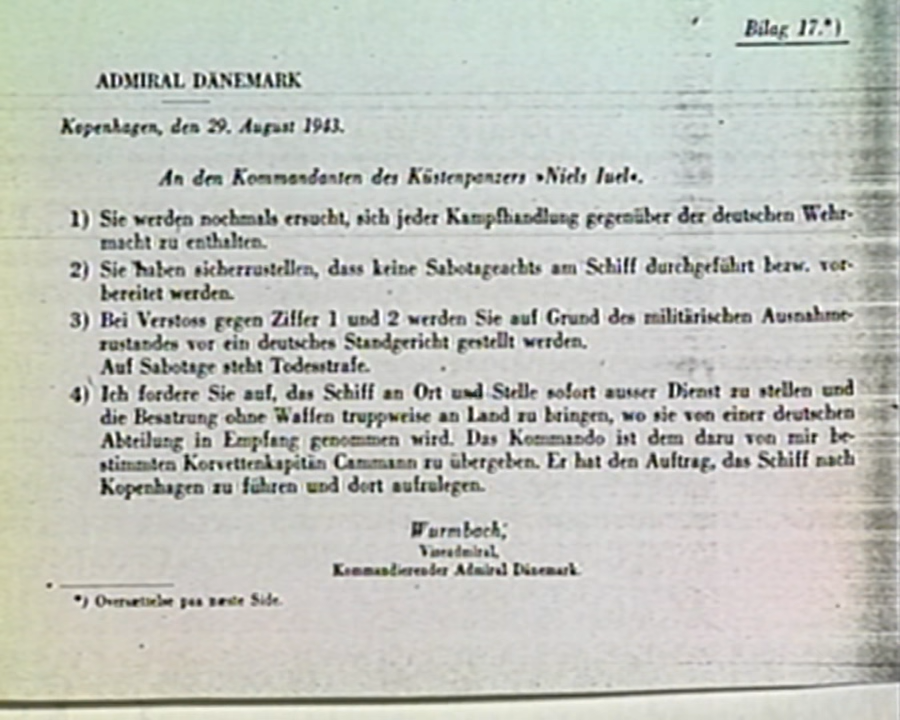 Bilag 17.*)
ADMIRAL DÄNEMARK
Kopenhagen, den 29. August 1943.
An den Kommandanten des Küstenpanzers »Niels Iuel«.
1) Sie werden nochmals ersucht, sich jeder Kampfhandlung gegenüber der deutschen Wehr-
macht zu enthalten.
2) Sie haben sicherzustellen, dass keine Sabotageachts am Schiff durchgeführt bezw. vor-
bereitet werden.
3) Bei Verstoss gegen Ziffer 1 und 2 werden Sie auf Grund des militärischen Ausnahme-
zustandes vor ein deutsches Standgericht gestellt werden.
Auf Sabotage steht Todesstrafe.
4) Ich fordere Sie auf, das Schiff an Ort und Stelle sofort ausser Dienst zu stellen und
die Besatzung ohne Waffen truppweise an Land zu bringen, wo sie von einer deutschen
Abteilung in Empfang genommen wird. Das Kommando ist dem dazu von mir be-
stimmten Korvettenkapitän Cammann zu übergeben. Er hat den Auftrag, das Schiff nach
Kopenhagen zu führen und dort aufzulegen.
Wurmbach,
Viceadmiral,
Kommandierender Admiral Dänemark.
*) Oversættelse paa næste Side.